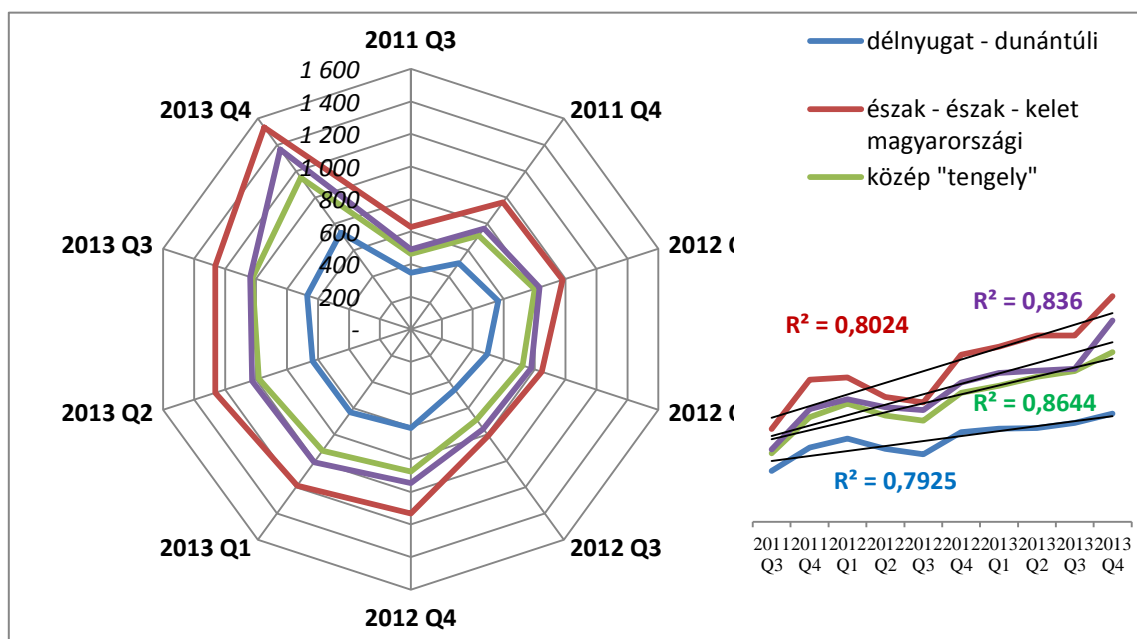 2011 Q3
2011 Q4
2012 Q
2012 Q
2012 Q3
2012 Q4
2013 Q1
2013 Q2
2013 Q3
2013 Q4
1 600
1 400
1 200
1 000
800
600
400
200
-
délnyugat - dunántúli
észak - észak - kelet
magyarországi
közép "tengely"
R² = 0,8024
R² = 0,836
R² = 0,8644
R² = 0,7925
2011 2011 2012 2012 2012 2012 2013 2013 2013 2013
Q3 Q4 Q1 Q2 Q3 Q4 Q1 Q2 Q3 Q4